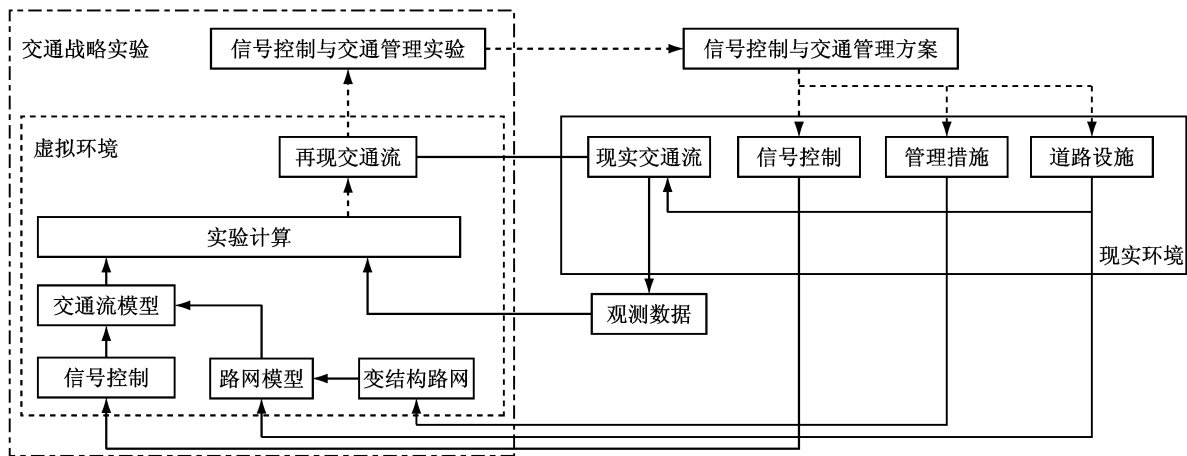 交通战略实验
信号控制与交通管理实验
信号控制与交通管理方案
虚拟环境
再现交通流
现实交通流
信号控制
管理措施
道路设施
实验计算
现实环境
交通流模型
观测数据
信号控制
路网模型
变结构路网